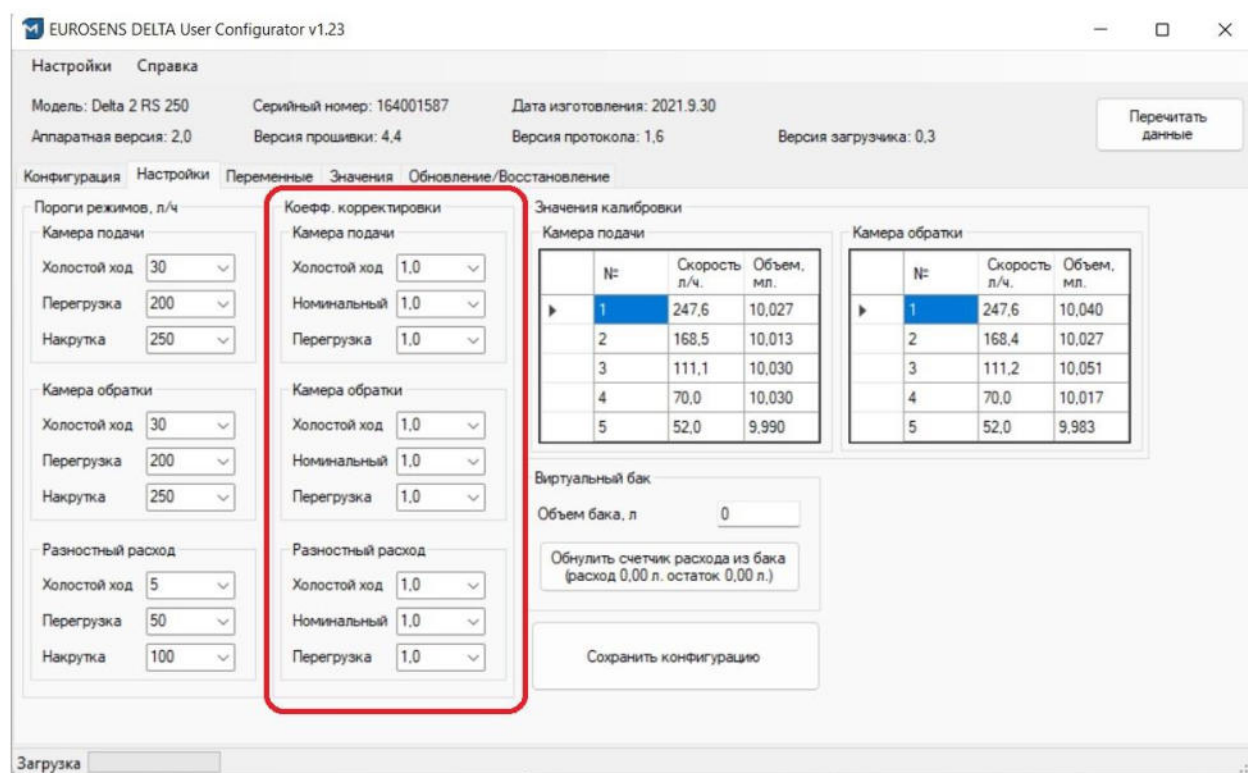 EUROSENS DELTA User Configurator v1.23
Настройки Справка
Модель: Delta 2 RS 250 Серийный номер: 164001587 Дата изготовления: 2021.9.30
Аппаратная версия: 2,0 Версия прошивки: 4,4 Версия протокола: 1,6 Версия загрузчика: 0,3
Перечитать
данные
Конфигурация Настройки Переменные Значения Обновление/Восстановление
Пороги режимов, л/ч
Камера подачи
Холостой ход 30
Перегрузка 200
Накрутка 250
Камера обратки
Холостой ход 30
Перегрузка 200
Накрутка 250
Разностный расход
Холостой ход 5
Перегрузка 50
Накрутка 100
Коефф. корректировки
Камера подачи
Холостой ход 1,0
Номинальный 1,0
Перегрузка 1,0
Камера обратки
Холостой ход 1,0
Номинальный 1,0
Перегрузка 1,0
Разностный расход
Холостой ход 1,0
Номинальный 1,0
Перегрузка 1,0
Значения калибровки
Камера подачи
№ Скорость Объем,
л/ч. мл.
1 247,6 10,027
2 168,5 10,013
3 111,1 10,030
4 70,0 10,030
5 52,0 9,990
Камера обратки
№ Скорость Объем,
л/ч. мл.
1 247,6 10,040
2 168,4 10,027
3 111,2 10,051
4 70,0 10,017
5 52,0 9,983
Виртуальный бак
Объем бака, л 0
Обнулить счетчик расхода из бака
(расход 0,00 л. остаток 0,00 л.)
Сохранить конфигурацию
Загрузка